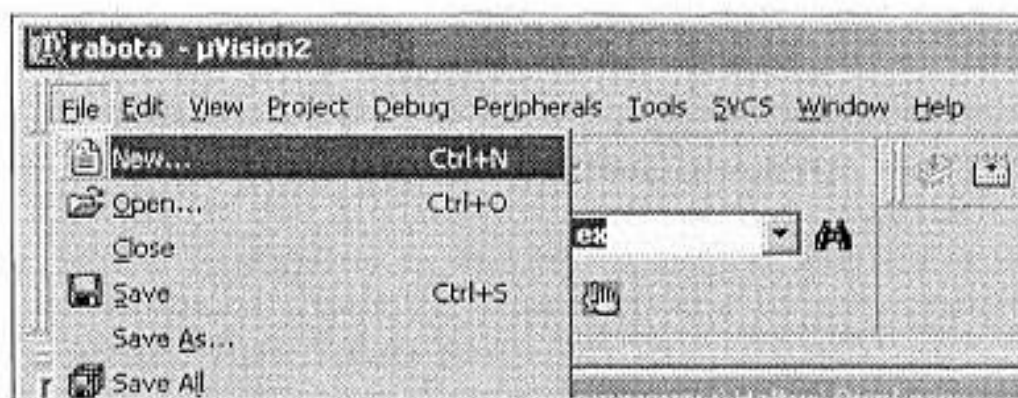 rabota - µVision2
File Edit View Project Debug Peripherals Tools SVCS Window Help
New... Ctrl+N
Open... Ctrl+O
Close
Save Ctrl+S
Save As...
Save All
ex
r